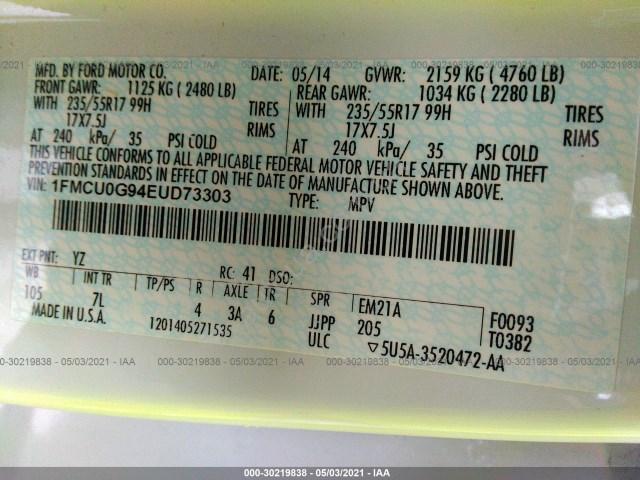 MFD. BY FORD MOTOR CO. DATE: 05/14 GVWR: 2159 KG ( 4760 LB)
FRONT GAWR: 1125 KG ( 2480 LB) REAR GAWR: 1034 KG ( 2280 LB)
WITH 235/55R17 99H TIRES WITH 235/55R17 99H TIRES
17X7.5J RIMS 17X7.5J RIMS
AT 240 kPa/ 35 PSI COLD AT 240 kPa/ 35 PSI COLD
THIS VEHICLE CONFORMS TO ALL APPLICABLE FEDERAL MOTOR VEHICLE SAFETY AND THEFT
PREVENTION STANDARDS IN EFFECT ON THE DATE OF MANUFACTURE SHOWN ABOVE.
VIN: 1FMCU0G94EUD73303 TYPE: MPV
EXT PNT: YZ RC: 41 DSO:
WB INT TR TP/PS R AXLE TR SPR EM21A F0093
105 7L 4 3A 6 JJPP 205 T0382
MADE IN U.S.A. 1201405271535 ULC ▽5U5A-3520472-AA
000-30219838 - 05/03/2021 - IAA